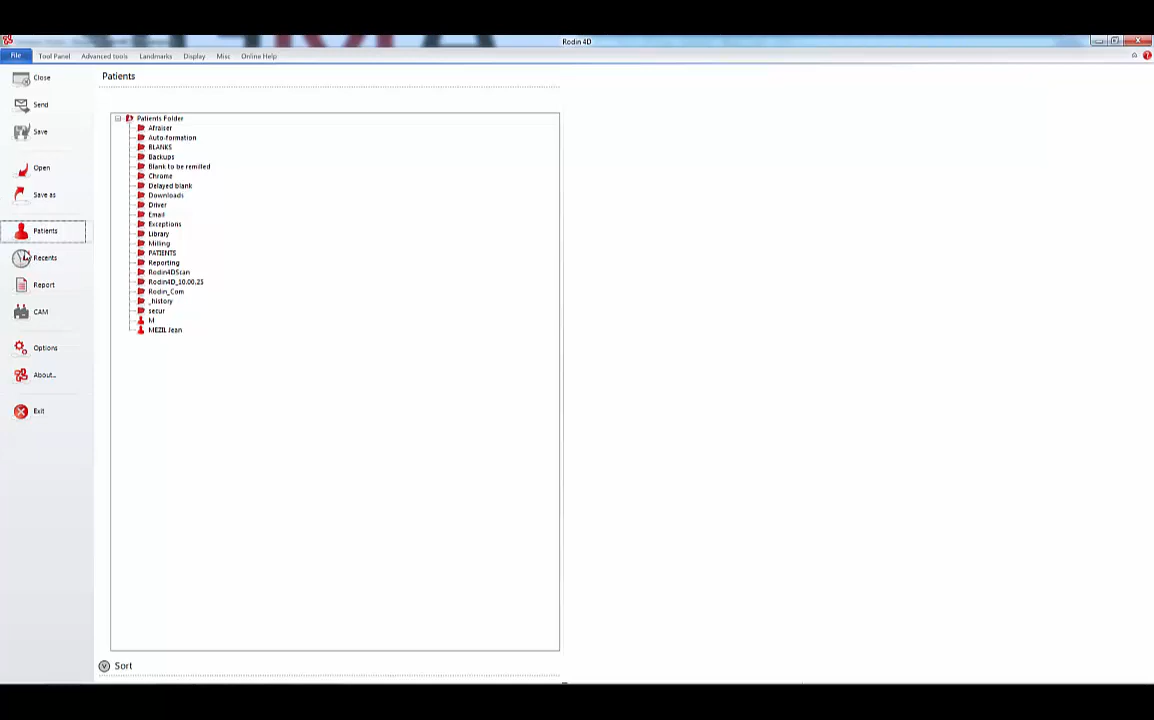 Rodin 4D
File Tool Panel Advanced tools Landmarks Display Misc Online Help
Close
Send
Save
Open
Save as
Patients
Recents
Report
CAM
Options
About...
Exit
Patients
Patients Folder
Afraiser
Auto-formation
BLANKS
Backups
Blank to be remilled
Chrome
Delayed blank
Downloads
Driver
Email
Exceptions
Library
Milling
PATIENTS
Reporting
Rodin4DScan
Rodin4D_10.00.25
Rodin_Com
_history
secur
M
MEZIL Jean
Sort